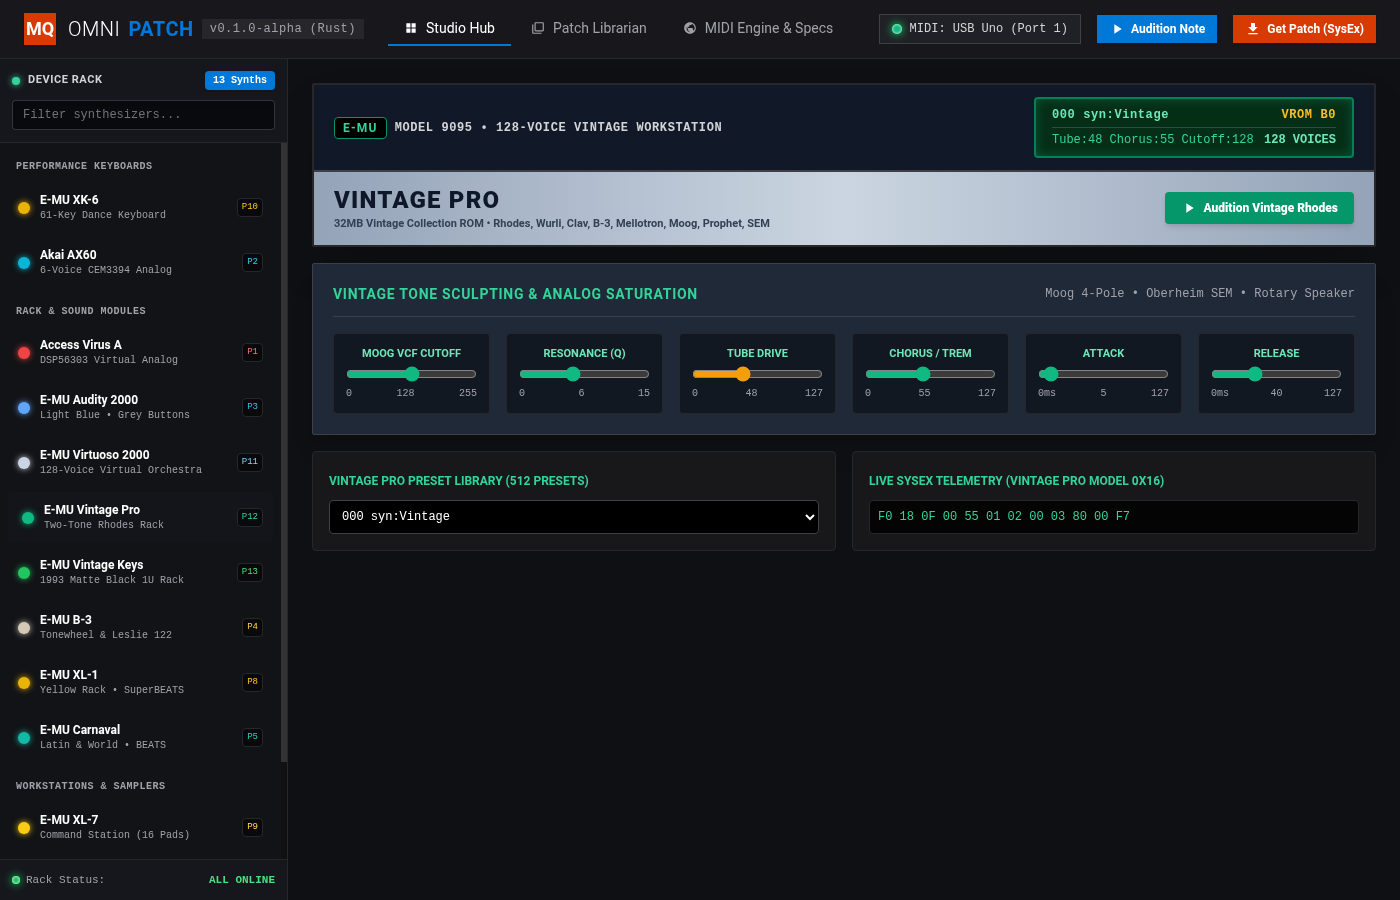 MQ OMNI PATCH v0.1.0-alpha (Rust) Studio Hub Patch Librarian MIDI Engine & Specs MIDI: USB Uno (Port 1) Audition Note Get Patch (SysEx)
DEVICE RACK 13 Synths
Filter synthesizers...
PERFORMANCE KEYBOARDS
E-MU XK-6
61-Key Dance Keyboard
P10
Akai AX60
6-Voice CEM3394 Analog
P2
RACK & SOUND MODULES
Access Virus A
DSP56303 Virtual Analog
P1
E-MU Audity 2000
Light Blue • Grey Buttons
P3
E-MU Virtuoso 2000
128-Voice Virtual Orchestra
P11
E-MU Vintage Pro
Two-Tone Rhodes Rack
P12
E-MU Vintage Keys
1993 Matte Black 1U Rack
P13
E-MU B-3
Tonewheel & Leslie 122
P4
E-MU XL-1
Yellow Rack • SuperBEATS
P8
E-MU Carnaval
Latin & World • BEATS
P5
WORKSTATIONS & SAMPLERS
E-MU XL-7
Command Station (16 Pads)
P9
Rack Status: ALL ONLINE
E-MU MODEL 9095 • 128-VOICE VINTAGE WORKSTATION
000 syn:Vintage VROM B0
Tube:48 Chorus:55 Cutoff:128 128 VOICES
VINTAGE PRO
32MB Vintage Collection ROM • Rhodes, Wurli, Clav, B-3, Mellotron, Moog, Prophet, SEM
Audition Vintage Rhodes
VINTAGE TONE SCULPTING & ANALOG SATURATION Moog 4-Pole • Oberheim SEM • Rotary Speaker
MOOG VCF CUTOFF
0 128 255
RESONANCE (Q)
0 6 15
TUBE DRIVE
0 48 127
CHORUS / TREM
0 55 127
ATTACK
0ms 5 127
RELEASE
0ms 40 127
VINTAGE PRO PRESET LIBRARY (512 PRESETS)
000 syn:Vintage
LIVE SYSEX TELEMETRY (VINTAGE PRO MODEL 0X16)
F0 18 0F 00 55 01 02 00 03 80 00 F7